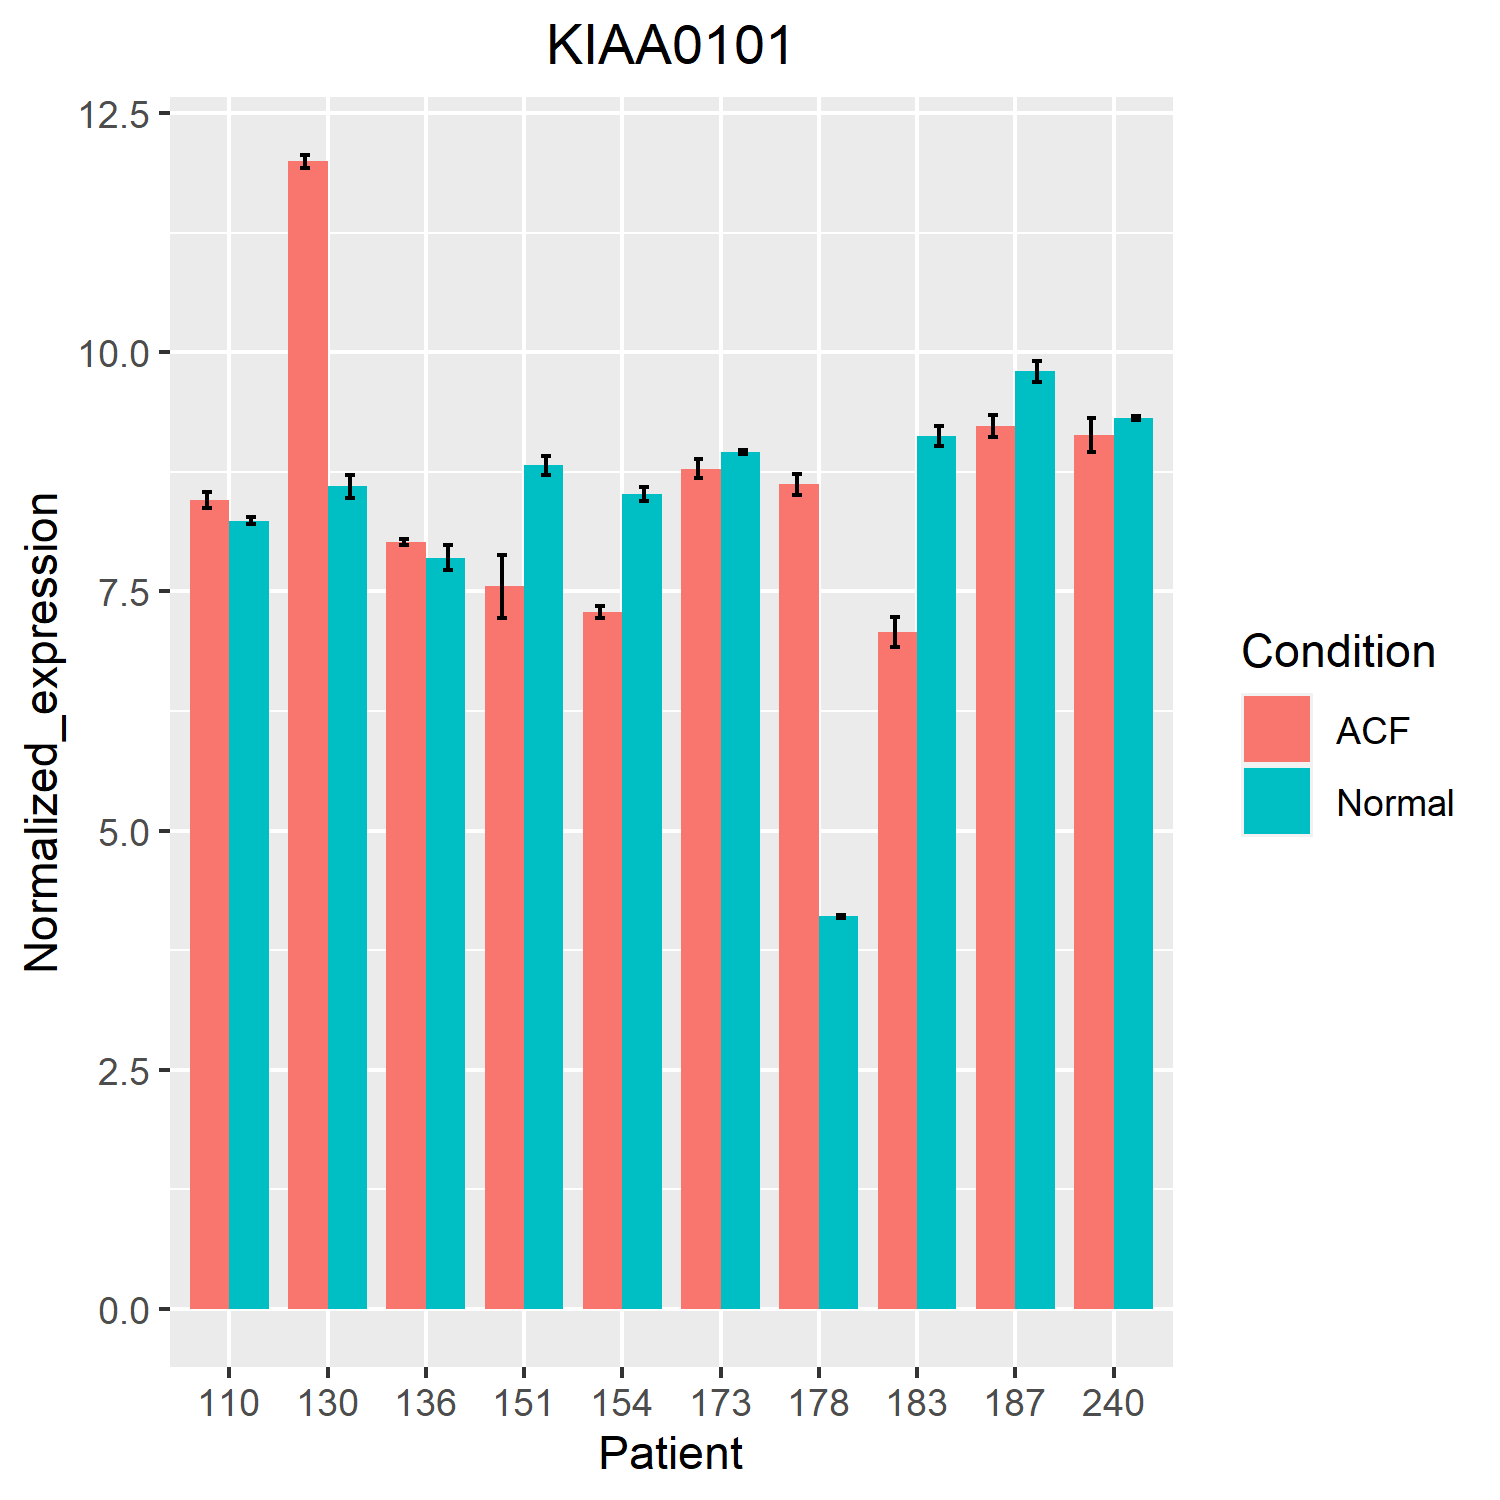 KIAA0101
12.5
10.0
7.5
5.0
2.5
0.0
Normalized_expression
110 130 136 151 154 173 178 183 187 240
Patient
Condition
ACF
Normal